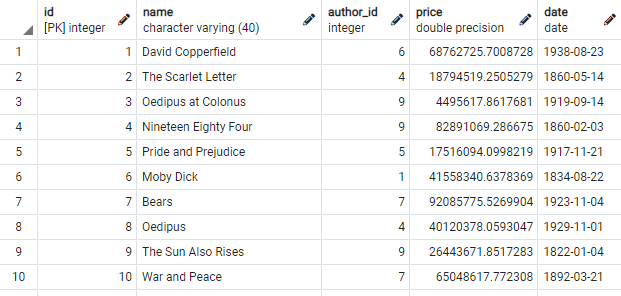 id name author_id price date
[PK] integer character varying (40) integer double precision date
1 1 David Copperfield 6 68762725.7008728 1938-08-23
2 2 The Scarlet Letter 4 18794519.2505279 1860-05-14
3 3 Oedipus at Colonus 9 4495617.8617681 1919-09-14
4 4 Nineteen Eighty Four 9 82891069.286675 1860-02-03
5 5 Pride and Prejudice 5 17516094.0998219 1917-11-21
6 6 Moby Dick 1 41558340.6378369 1834-08-22
7 7 Bears 7 92085775.5269904 1923-11-04
8 8 Oedipus 4 40120378.0593047 1929-11-01
9 9 The Sun Also Rises 9 26443671.8517283 1822-01-04
10 10 War and Peace 7 65048617.772308 1892-03-21